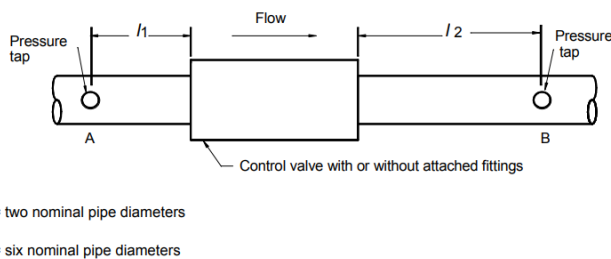 Flow
l1
l2
Pressure
tap
Pressure
tap
A
B
Control valve with or without attached fittings
= two nominal pipe diameters
= six nominal pipe diameters